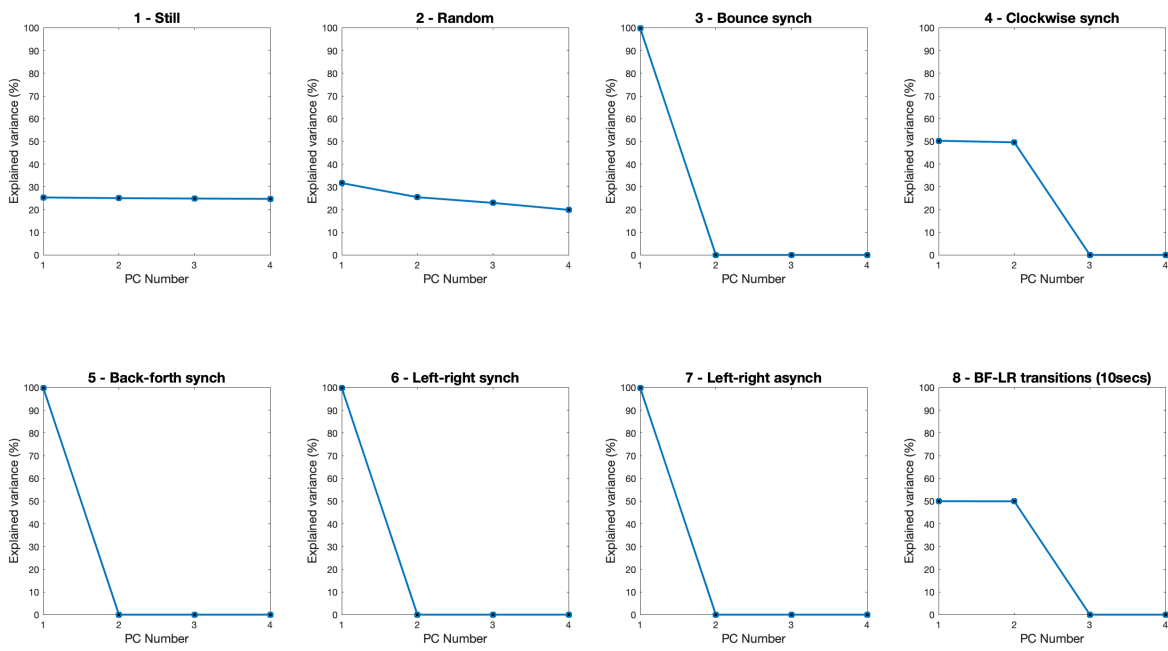 1 - Still
100
90
80
70
60
50
40
30
20
10
0
Explained variance (%)
1 2 3 4
PC Number
2 - Random
100
90
80
70
60
50
40
30
20
10
0
Explained variance (%)
1 2 3 4
PC Number
3 - Bounce synch
100
90
80
70
60
50
40
30
20
10
0
Explained variance (%)
1 2 3 4
PC Number
4 - Clockwise synch
100
90
80
70
60
50
40
30
20
10
0
Explained variance (%)
1 2 3 4
PC Number
5 - Back-forth synch
100
90
80
70
60
50
40
30
20
10
0
Explained variance (%)
1 2 3 4
PC Number
6 - Left-right synch
100
90
80
70
60
50
40
30
20
10
0
Explained variance (%)
1 2 3 4
PC Number
7 - Left-right asynch
100
90
80
70
60
50
40
30
20
10
0
Explained variance (%)
1 2 3 4
PC Number
8 - BF-LR transitions (10secs)
100
90
80
70
60
50
40
30
20
10
0
Explained variance (%)
1 2 3 4
PC Number